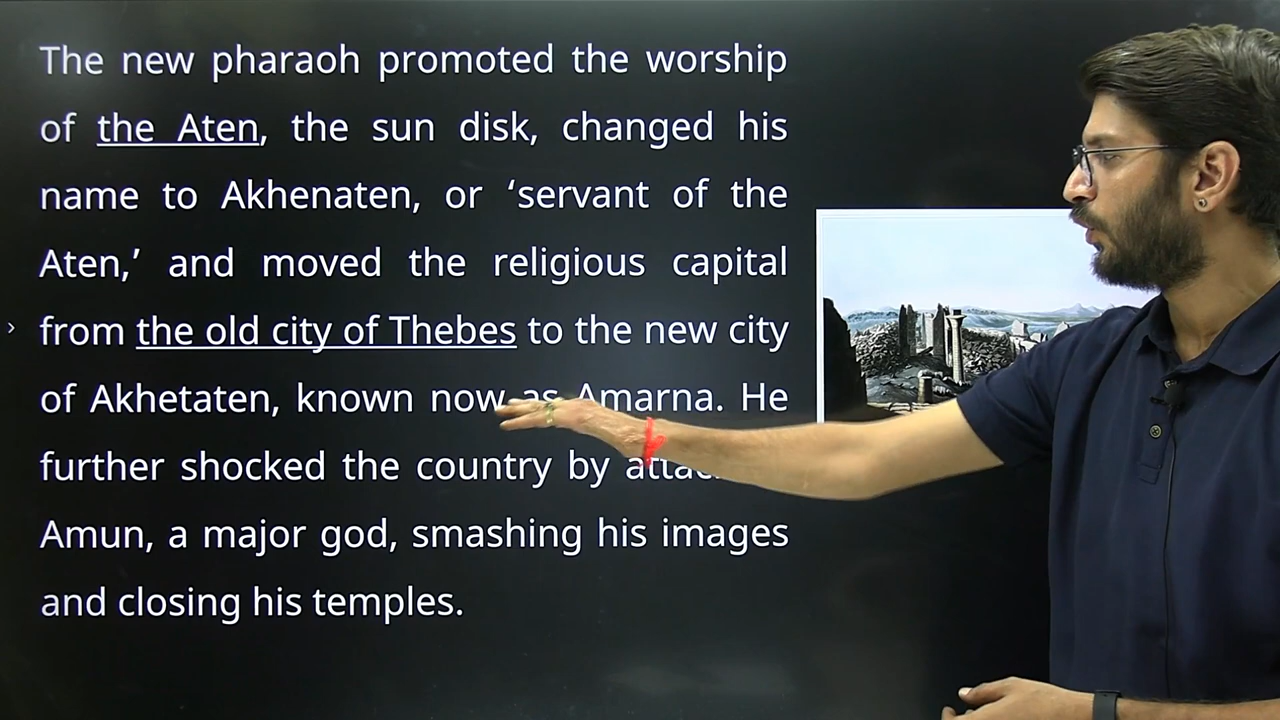 The new pharaoh promoted the worship
of the Aten, the sun disk, changed his
name to Akhenaten, or ‘servant of the
Aten,’ and moved the religious capital
from the old city of Thebes to the new city
of Akhetaten, known now as Amarna. He
further shocked the country by
Amun, a major god, smashing his images
and closing his temples.